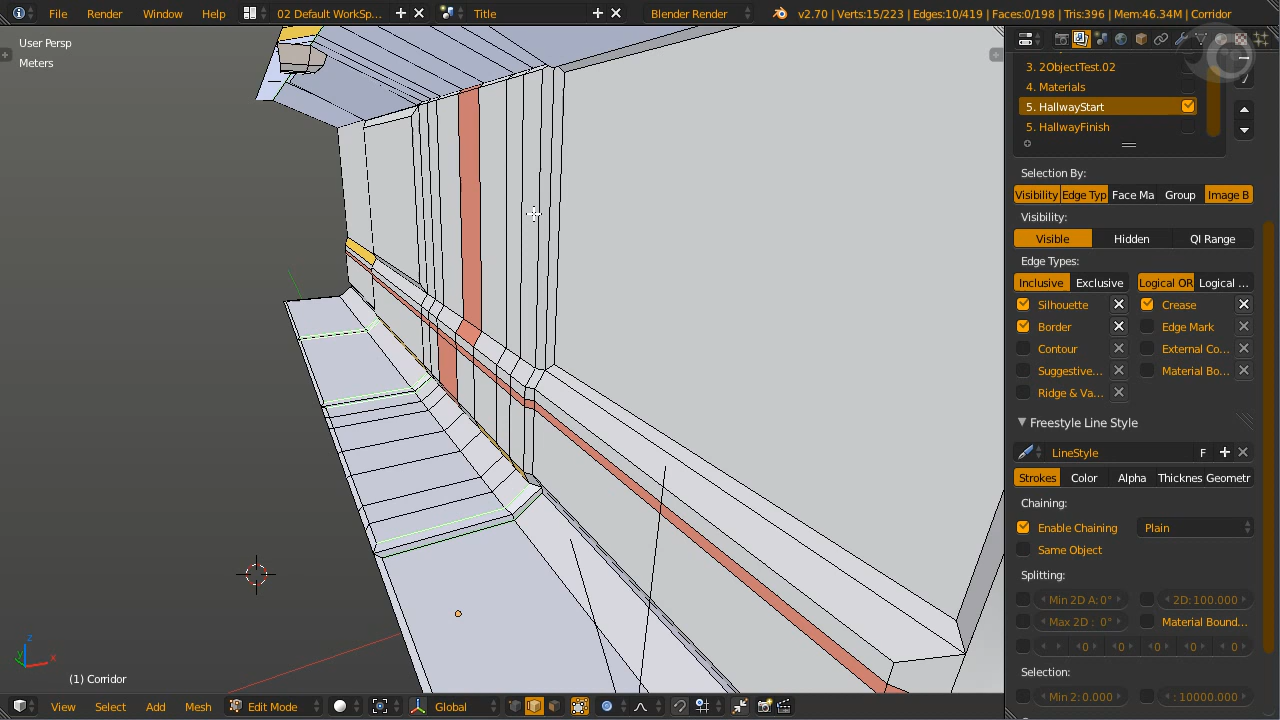 File Render Window Help 02 Default WorkSp... Title Blender Render v2.70 | Verts:15/223 | Edges:10/419 | Faces:0/198 | Tris:396 | Mem:46.34M | Corridor
User Persp
Meters
3. 2ObjectTest.02
4. Materials
5. HallwayStart
5. HallwayFinish
Selection By:
Visibility Edge Typ Face Ma Group Image B
Visibility:
Visible Hidden QI Range
Edge Types:
Inclusive Exclusive Logical OR Logical ...
Silhouette Crease
Border Edge Mark
Contour External Co...
Suggestive... Material Bo...
Ridge & Va...
Freestyle Line Style
LineStyle F
Strokes Color Alpha Thicknes Geometr
Chaining:
Enable Chaining Plain
Same Object
Splitting:
Min 2D A: 0° 2D: 100.000
Max 2D : 0° Material Bound...
0 0 0 0 0
Selection:
Min 2: 0.000 : 10000.000
z
x
(1) Corridor
View Select Add Mesh Edit Mode Global